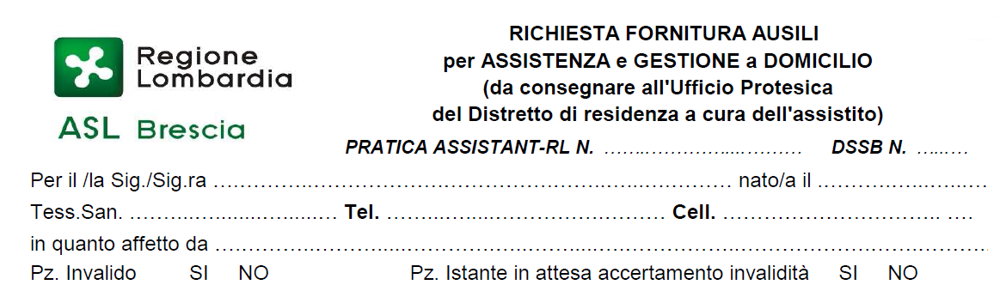 Regione
Lombardia
ASL Brescia
RICHIESTA FORNITURA AUSILI
per ASSISTENZA e GESTIONE a DOMICILIO
(da consegnare all'Ufficio Protesica
del Distretto di residenza a cura dell'assistito)
PRATICA ASSISTANT-RL N. ……..…………...…....……… DSSB N. …...…
Per il /la Sig./Sig.ra ….……….……………………………………...…….…..……… nato/a il ……….…..….……
Tess.San. ………...….….......…...… Tel. ……...…...……………………… Cell. ………………………….. ….
in quanto affetto da ….…………………....…………………………………………………………………………
Pz. Invalido SI NO Pz. Istante in attesa accertamento invalidità SI NO